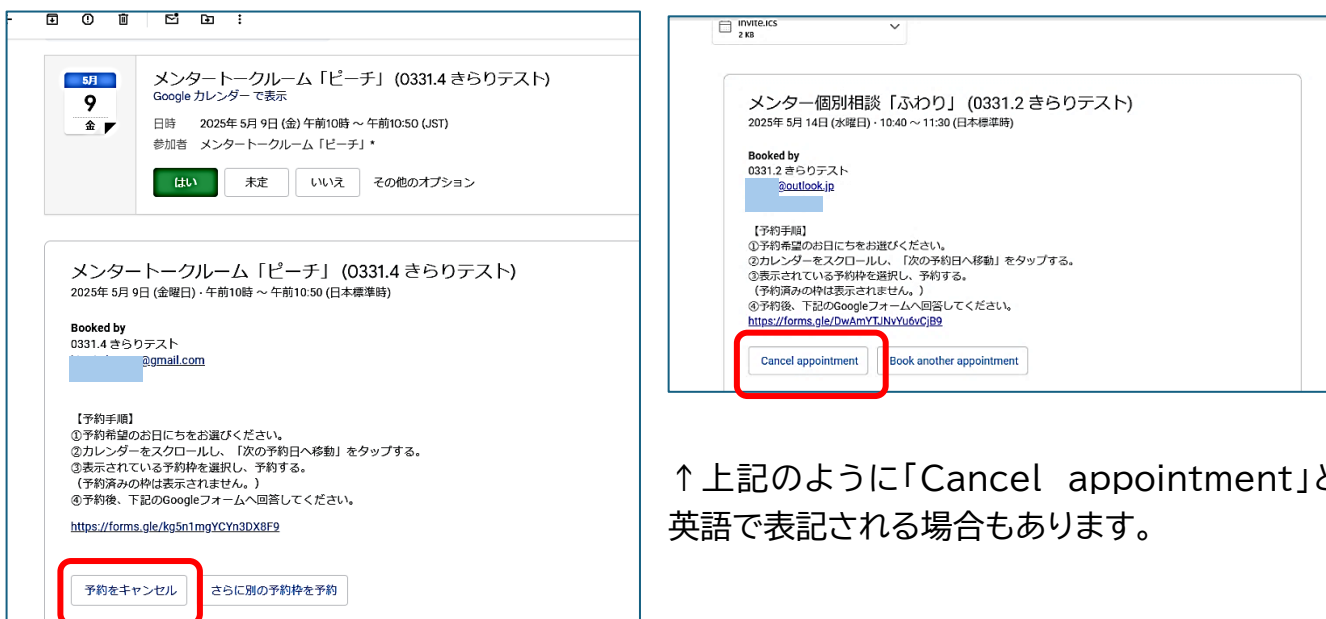 5月
9
金
メンタートークルーム「ピーチ」 (0331.4 きらりテスト)
Google カレンダー で表示
日時 2025年 5月 9日 (金) 午前10時 ～ 午前10:50 (JST)
参加者 メンタートークルーム「ピーチ」*
はい 未定 いいえ その他のオプション
メンタートークルーム「ピーチ」 (0331.4 きらりテスト)
2025年 5月 9日 (金曜日)・午前10時 ～ 午前10:50 (日本標準時)
Booked by
0331.4 きらりテスト
@gmail.com
【予約手順】
①予約希望のお日にちをお選びください。
②カレンダーをスクロールし、「次の予約日へ移動」をタップする。
③表示されている予約枠を選択し、予約する。
（予約済みの枠は表示されません。）
④予約後、下記のGoogleフォームへ回答してください。
https://forms.gle/kg5n1mgYCYn3DX8F9
予約をキャンセル さらに別の予約枠を予約
invite.ics
2 KB
メンター個別相談「ふわり」 (0331.2 きらりテスト)
2025年 5月 14日 (水曜日)・10:40 ～ 11:30 (日本標準時)
Booked by
0331.2 きらりテスト
@outlook.jp
【予約手順】
①予約希望のお日にちをお選びください。
②カレンダーをスクロールし、「次の予約日へ移動」をタップする。
③表示されている予約枠を選択し、予約する。
（予約済みの枠は表示されません。）
④予約後、下記のGoogleフォームへ回答してください。
https://forms.gle/DwAmYTJNvYu6vCjB9
Cancel appointment Book another appointment
↑上記のように「Cancel appointment」と
英語で表記される場合もあります。